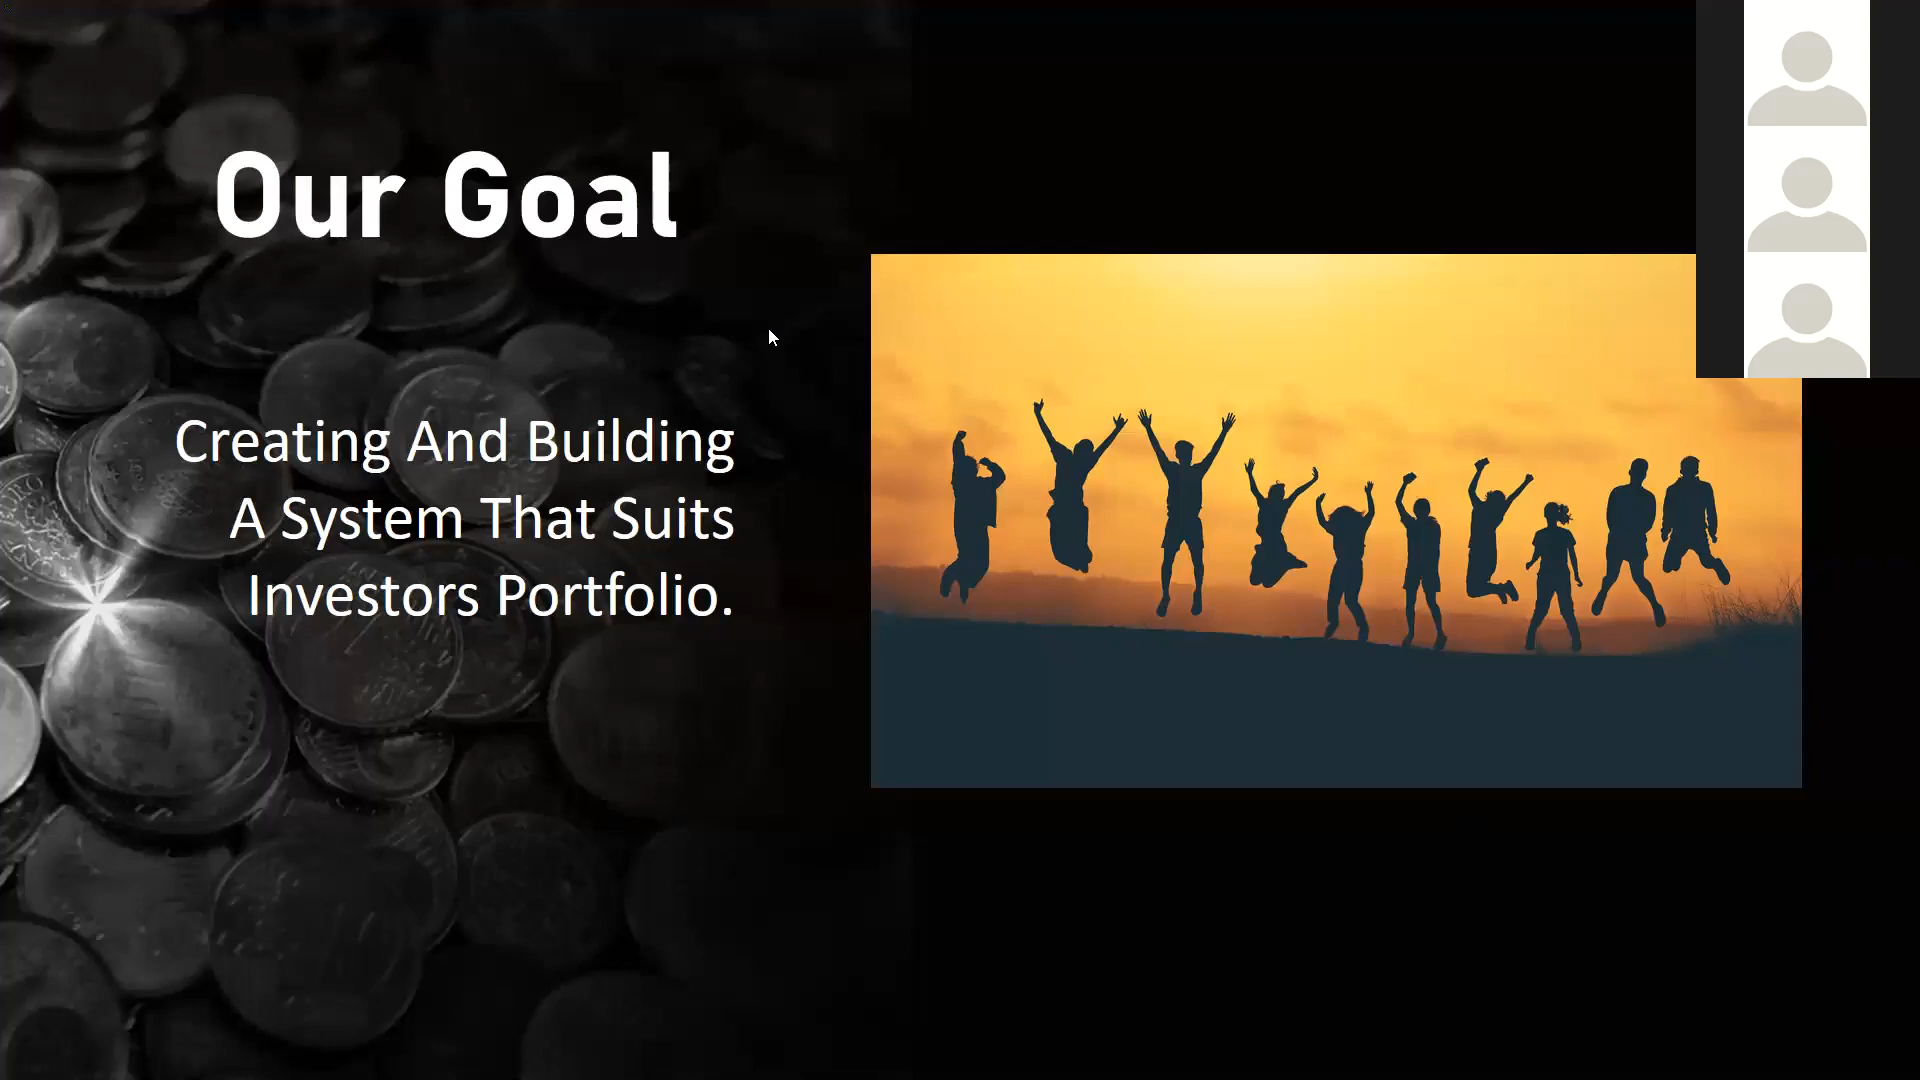 Our Goal
Creating And Building
A System That Suits
Investors Portfolio.